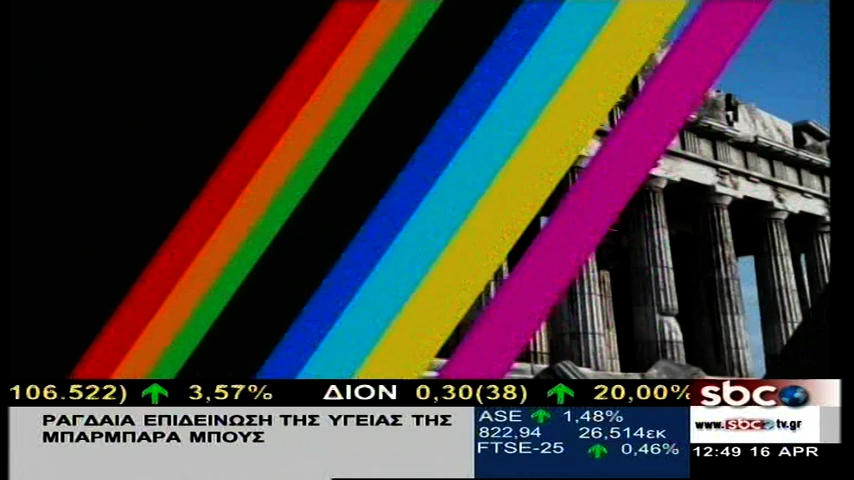 106.522) 3,57% ΔΙΟΝ 0,30(38) 20,00%
sbc
ΡΑΓΔΑΙΑ ΕΠΙΔΕΙΝΩΣΗ ΤΗΣ ΥΓΕΙΑΣ ΤΗΣ
ΜΠΑΡΜΠΑΡΑ ΜΠΟΥΣ
ASE 1,48%
822,94 26,514εκ
FTSE-25 0,46%
www.sbctv.gr
12:49 16 APR